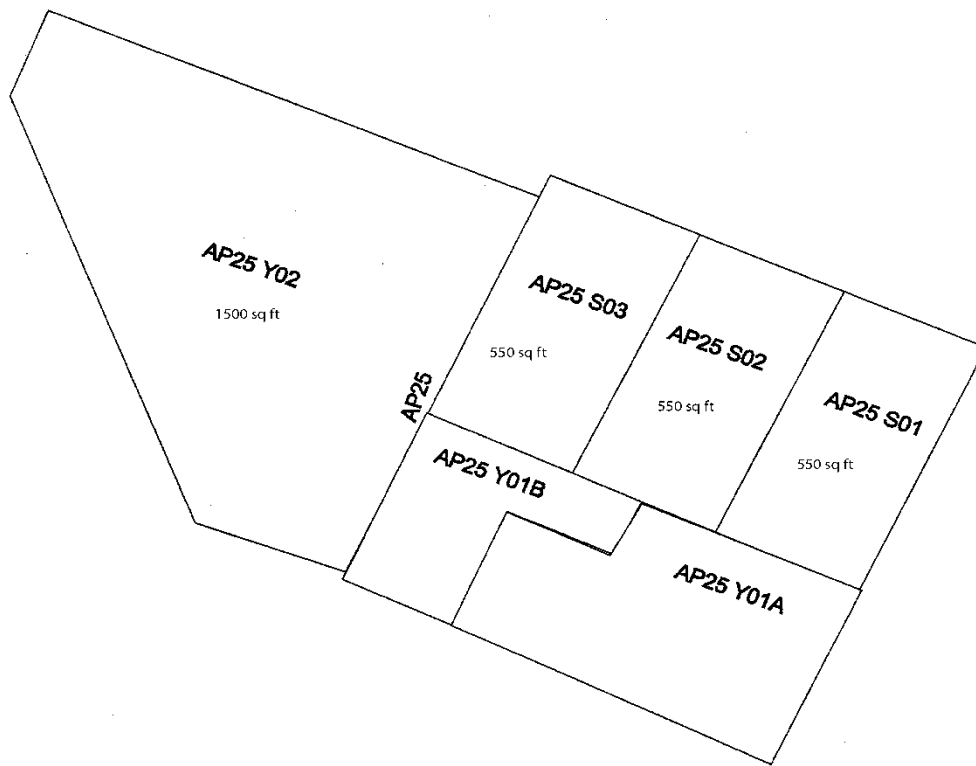 AP25 Y02
1500 sq ft
AP25 S03
550 sq ft
AP25 S02
550 sq ft
AP25 S01
550 sq ft
AP25
AP25 Y01B
AP25 Y01A